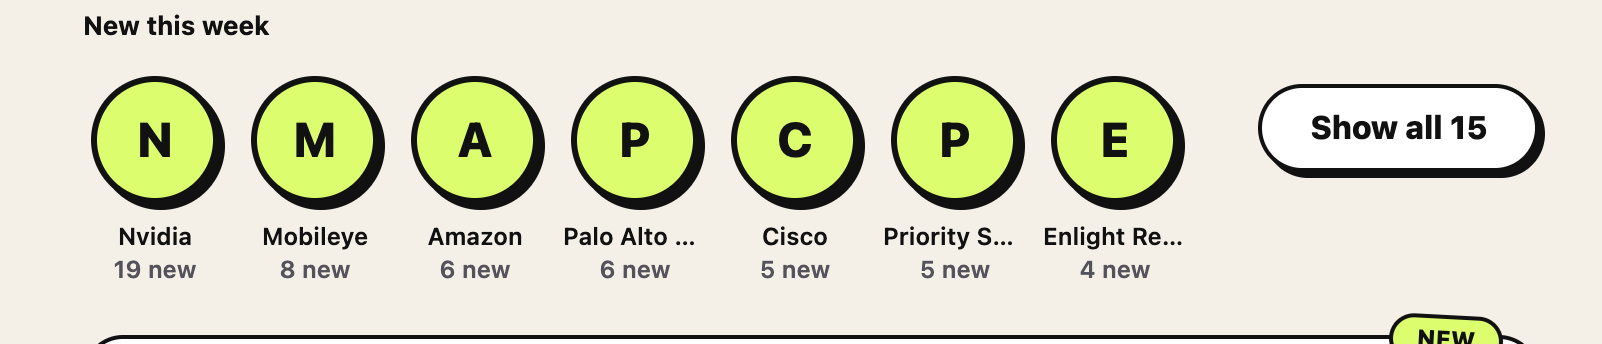 New this week
N M A P C P E
Show all 15
Nvidia Mobileye Amazon Palo Alto ... Cisco Priority S... Enlight Re...
19 new 8 new 6 new 6 new 5 new 5 new 4 new
NEW